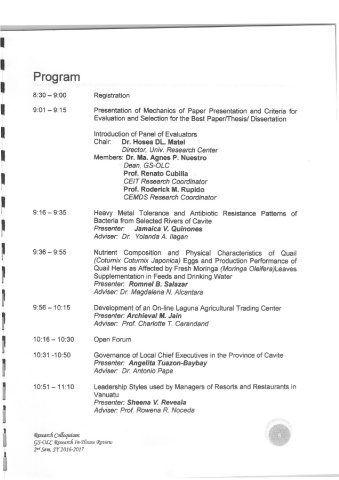 Program
8:30 – 9:00 Registration
9:01 – 9:15 Presentation of Mechanics of Paper Presentation and Criteria for
Evaluation and Selection for the Best Paper/Thesis/ Dissertation
Introduction of Panel of Evaluators
Chair: Dr. Hosea DL. Matel
Director, Univ. Research Center
Members: Dr. Ma. Agnes P. Nuestro
Dean, GS-OLC
Prof. Renato Cubilla
CEIT Research Coordinator
Prof. Roderick M. Rupido
CEMDS Research Coordinator
9:16 – 9:35 Heavy Metal Tolerance and Antibiotic Resistance Patterns of
Bacteria from Selected Rivers of Cavite
Presenter: Jamaica V. Quinones
Adviser: Dr. Yolanda A. Ilagan
9:36 – 9:55 Nutrient Composition and Physical Characteristics of Quail
(Coturnix Coturnix Japonica) Eggs and Production Performance of
Quail Hens as Affected by Fresh Moringa (Moringa Oleifera)Leaves
Supplementation in Feeds and Drinking Water
Presenter: Rommel B. Salazar
Adviser: Dr. Magdalena N. Alcantara
9:56 – 10:15 Development of an On-line Laguna Agricultural Trading Center
Presenter: Archieval M. Jain
Adviser: Prof. Charlotte T. Carandand
10:16 – 10:30 Open Forum
10:31 -10:50 Governance of Local Chief Executives in the Province of Cavite
Presenter: Angelita Tuazon-Baybay
Adviser: Dr. Antonio Papa
10:51 – 11:10 Leadership Styles used by Managers of Resorts and Restaurants in
Vanuatu
Presenter: Sheena V. Reveala
Adviser: Prof. Rowena R. Noceda
Research Colloquium:
GS-OLC Research In-House Review
2nd Sem, SY 2016-2017